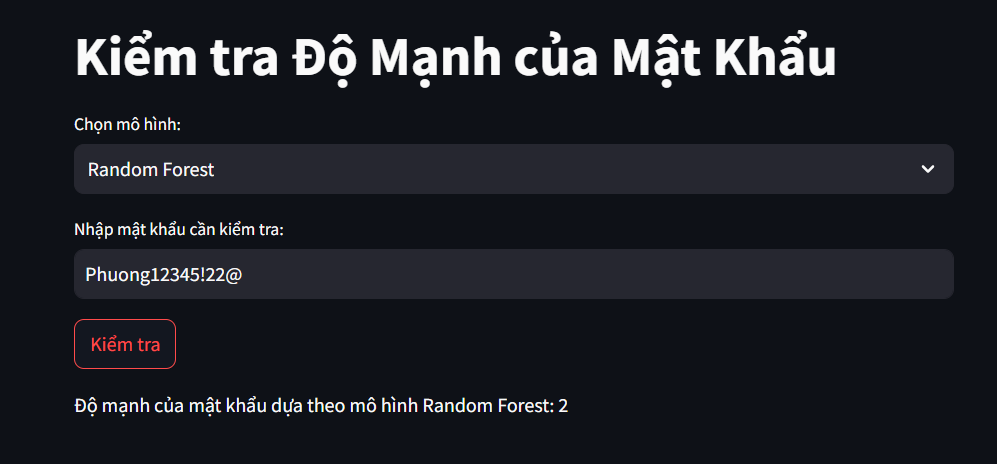 Kiểm tra Độ Mạnh của Mật Khẩu
Chọn mô hình:
Random Forest
Nhập mật khẩu cần kiểm tra:
Phuong12345!22@
Kiểm tra
Độ mạnh của mật khẩu dựa theo mô hình Random Forest: 2